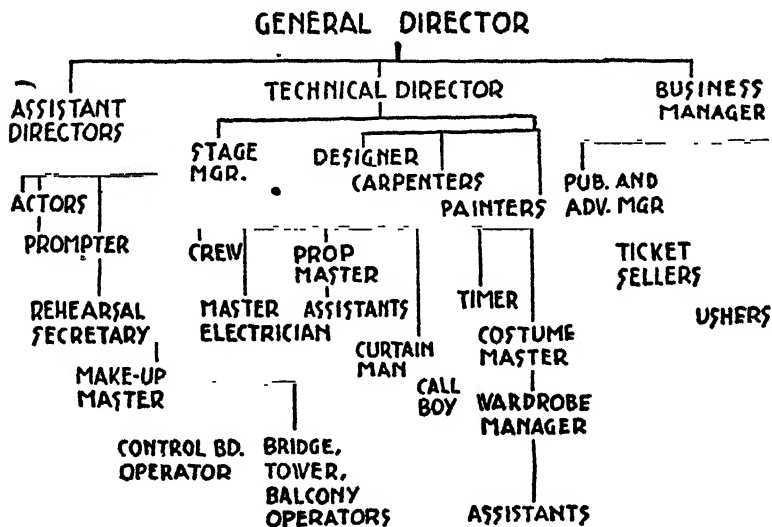 GENERAL DIRECTOR
ASSISTANT
DIRECTORS
TECHNICAL DIRECTOR
BUSINESS
MANAGER
STAGE
MGR.
DESIGNER
CARPENTERS
PAINTERS
PUB. AND
ADV. MGR
ACTORS
PROMPTER
CREW
PROP
MASTER
TICKET
SELLERS
REHEARSAL
SECRETARY
MASTER
ELECTRICIAN
ASSISTANTS
TIMER
USHERS
CURTAIN
MAN
COSTUME
MASTER
MAKE-UP
MASTER
CALL
BOY
WARDROBE
MANAGER
CONTROL BD.
OPERATOR
BRIDGE,
TOWER,
BALCONY
OPERATORS
ASSISTANTS